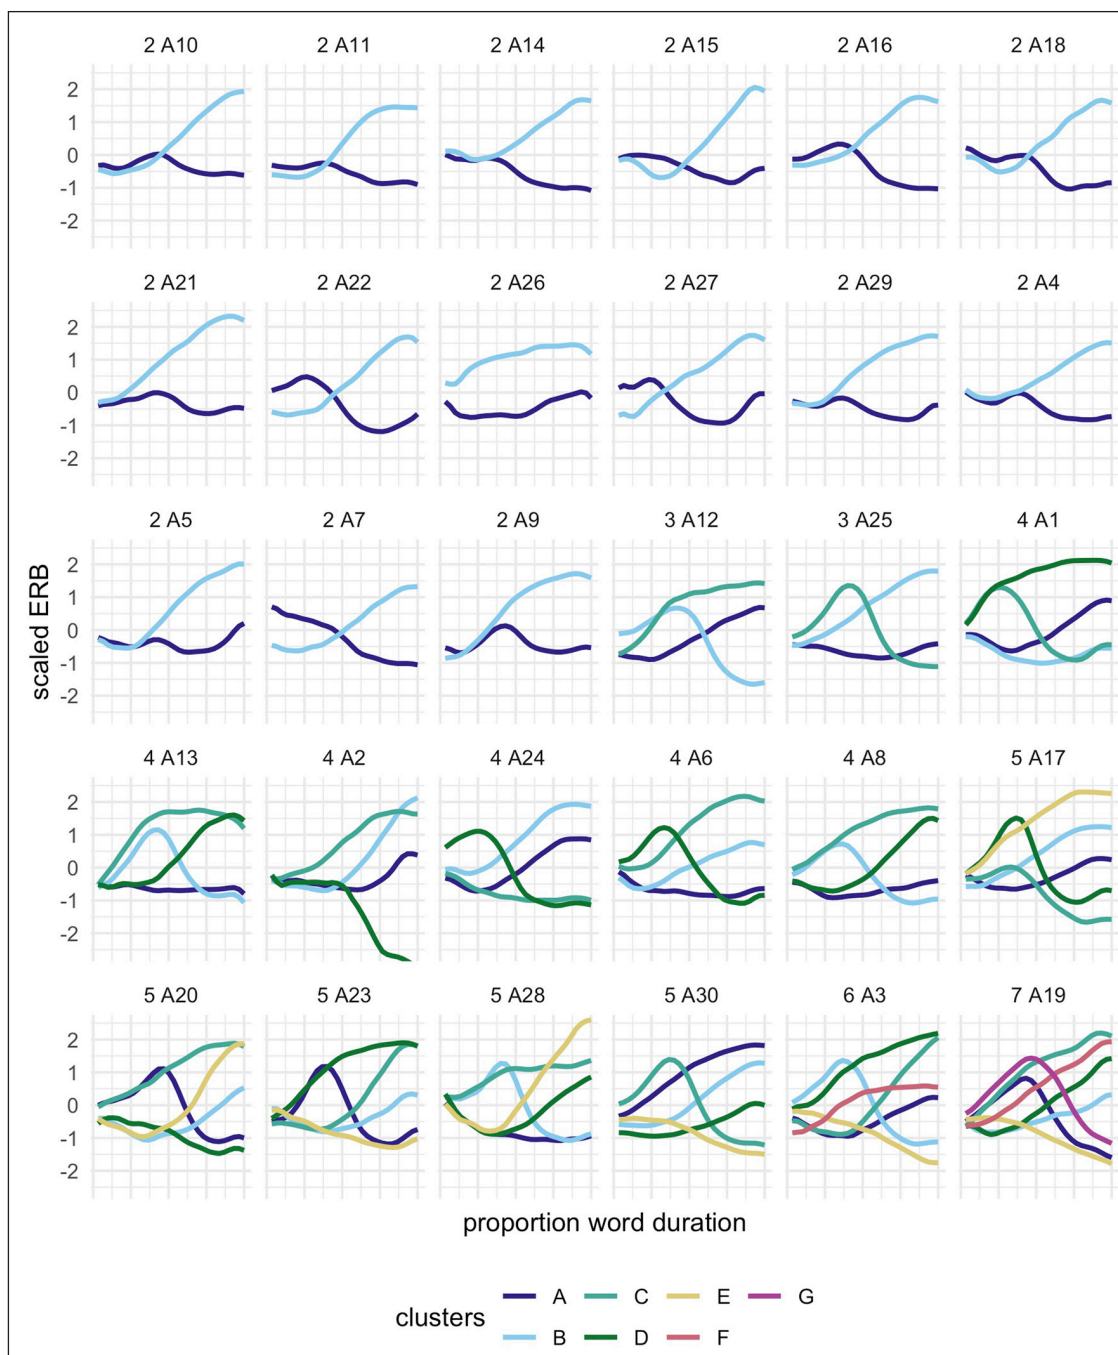 2 A10 2 A11 2 A14 2 A15 2 A16 2 A18
2
1
0
-1
-2
2 A21 2 A22 2 A26 2 A27 2 A29 2 A4
2
1
0
-1
-2
2 A5 2 A7 2 A9 3 A12 3 A25 4 A1
2
1
0
-1
-2
scaled ERB
4 A13 4 A2 4 A24 4 A6 4 A8 5 A17
2
1
0
-1
-2
5 A20 5 A23 5 A28 5 A30 6 A3 7 A19
2
1
0
-1
-2
proportion word duration
clusters
A C E G
B D F